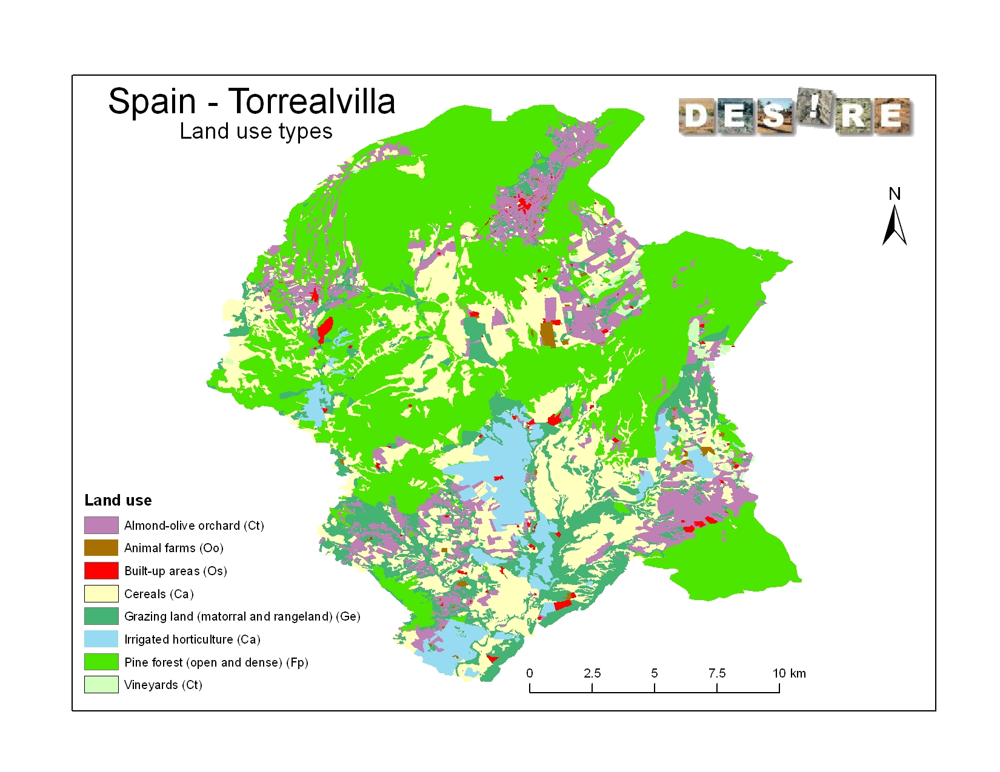 Spain - Torrealvilla
Land use types
DES!RE
N
Land use
Almond-olive orchard (Ct)
Animal farms (Oo)
Built-up areas (Os)
Cereals (Ca)
Grazing land (matorral and rangeland) (Ge)
Irrigated horticulture (Ca)
Pine forest (open and dense) (Fp)
Vineyards (Ct)
0 2.5 5 7.5 10 km